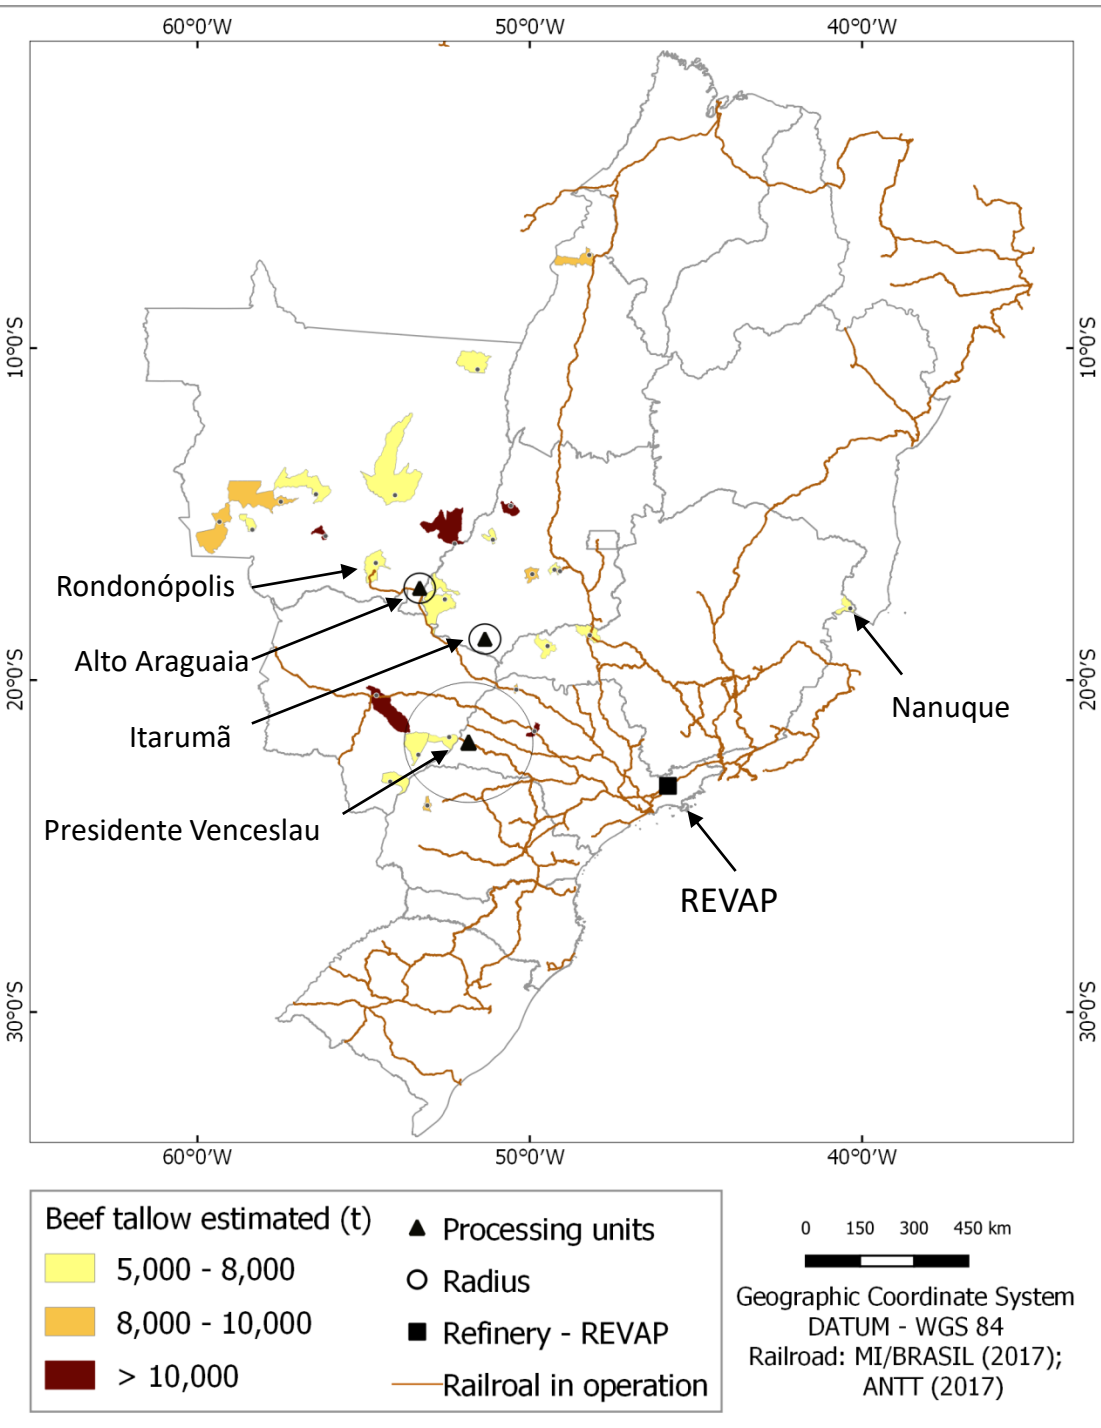 60°0'W 50°0'W 40°0'W
10°0'S 10°0'S
Rondonópolis
Alto Araguaia
20°0'S 20°0'S
Nanuque
Itarumã
Presidente Venceslau
REVAP
30°0'S 30°0'S
60°0'W 50°0'W 40°0'W
Beef tallow estimated (t)
5,000 - 8,000
8,000 - 10,000
> 10,000
Processing units
Radius
Refinery - REVAP
Railroal in operation
0 150 300 450 km
Geographic Coordinate System
DATUM - WGS 84
Railroad: MI/BRASIL (2017);
ANTT (2017)